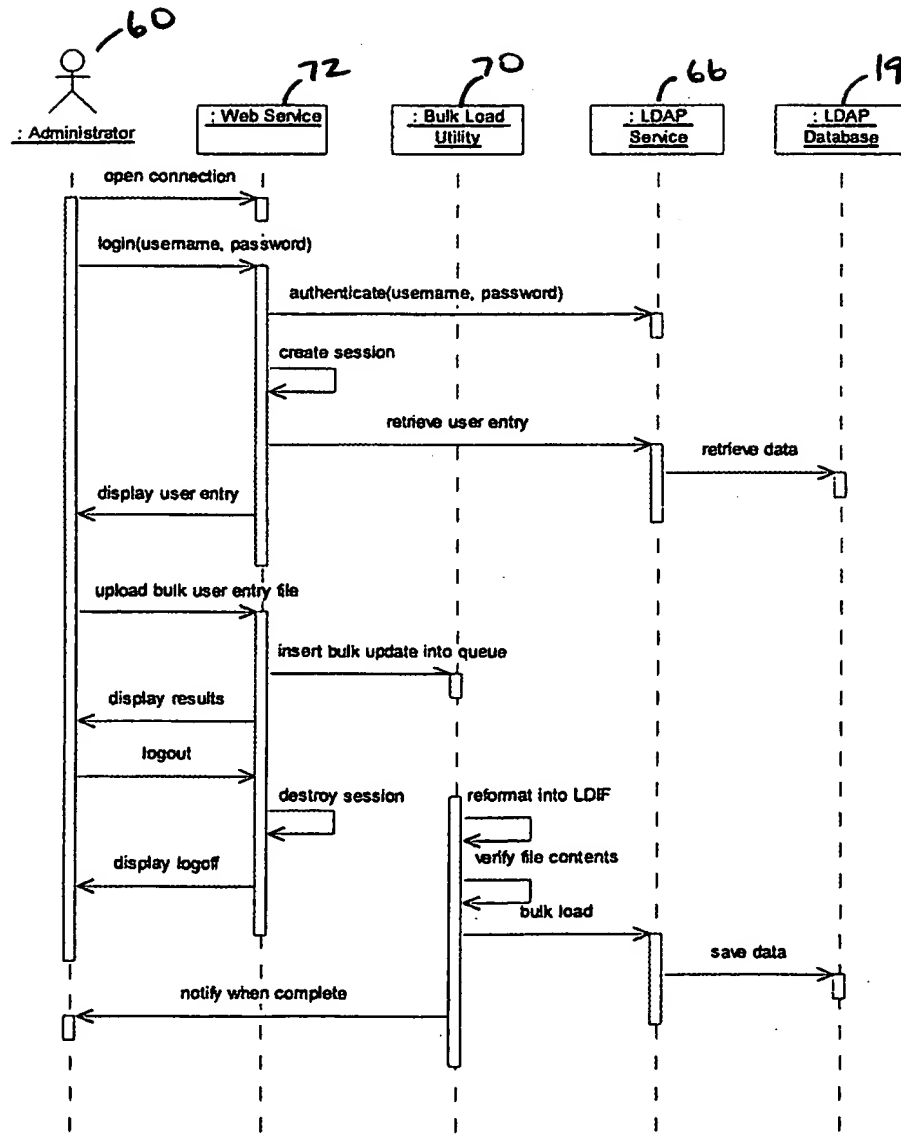 60
72
70
66
19
: Administrator
: Web Service
: Bulk Load
Utility
: LDAP
Service
: LDAP
Database
open connection
login(username, password)
authenticate(username, password)
create session
retrieve user entry
retrieve data
display user entry
upload bulk user entry file
insert bulk update into queue
display results
logout
destroy session
reformat into LDIF
verify file contents
display logoff
bulk load
save data
notify when complete